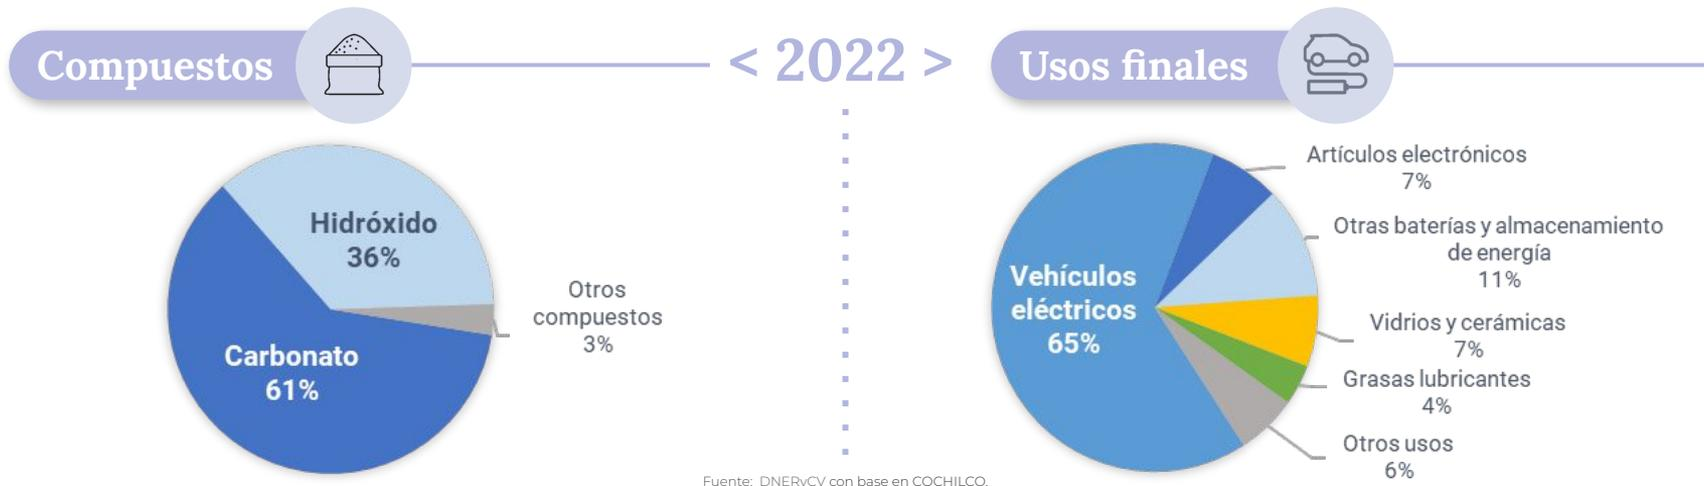 Compuestos
< 2022 >
Usos finales
Hidróxido
36%
Otros
compuestos
3%
Carbonato
61%
Artículos electrónicos
7%
Otras baterías y almacenamiento
de energía
11%
Vehículos
eléctricos
65%
Vidrios y cerámicas
7%
Grasas lubricantes
4%
Otros usos
6%
Fuente: DNERyCV con base en COCHILCO.